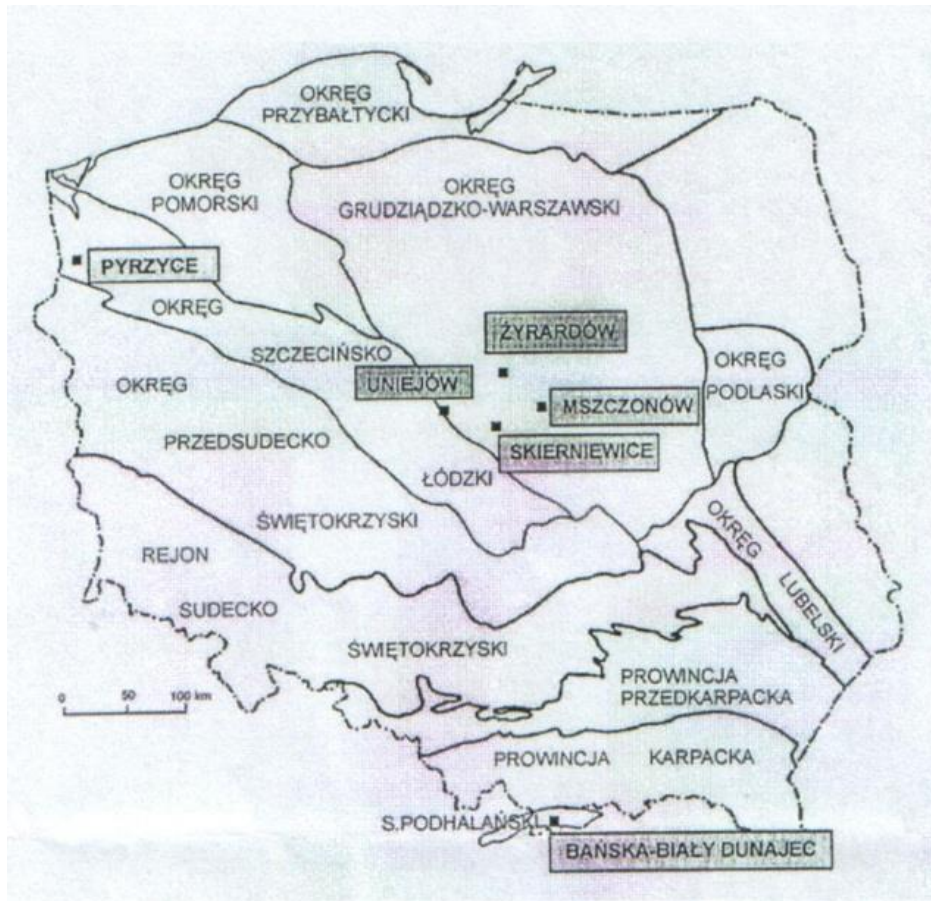 OKRĘG
PRZYBAŁTYCKI
OKRĘG
POMORSKI
OKRĘG
GRUDZIĄDZKO-WARSZAWSKI
PYRZYCE
OKRĘG
SZCZECIŃSKO
ŻYRARDÓW
UNIEJÓW
OKRĘG
PODLASKI
OKRĘG
MSZCZONÓW
PRZEDSUDECKO
SKIERNIEWICE
ŁÓDZKI
OKRĘG
LUBELSKI
ŚWIĘTOKRZYSKI
REJON
SUDECKO
ŚWIĘTOKRZYSKI
PROWINCJA
PRZEDKARPACKA
0 50 100 km
PROWINCJA KARPACKA
S.PODHALAŃSKI
BAŃSKA-BIAŁY DUNAJEC